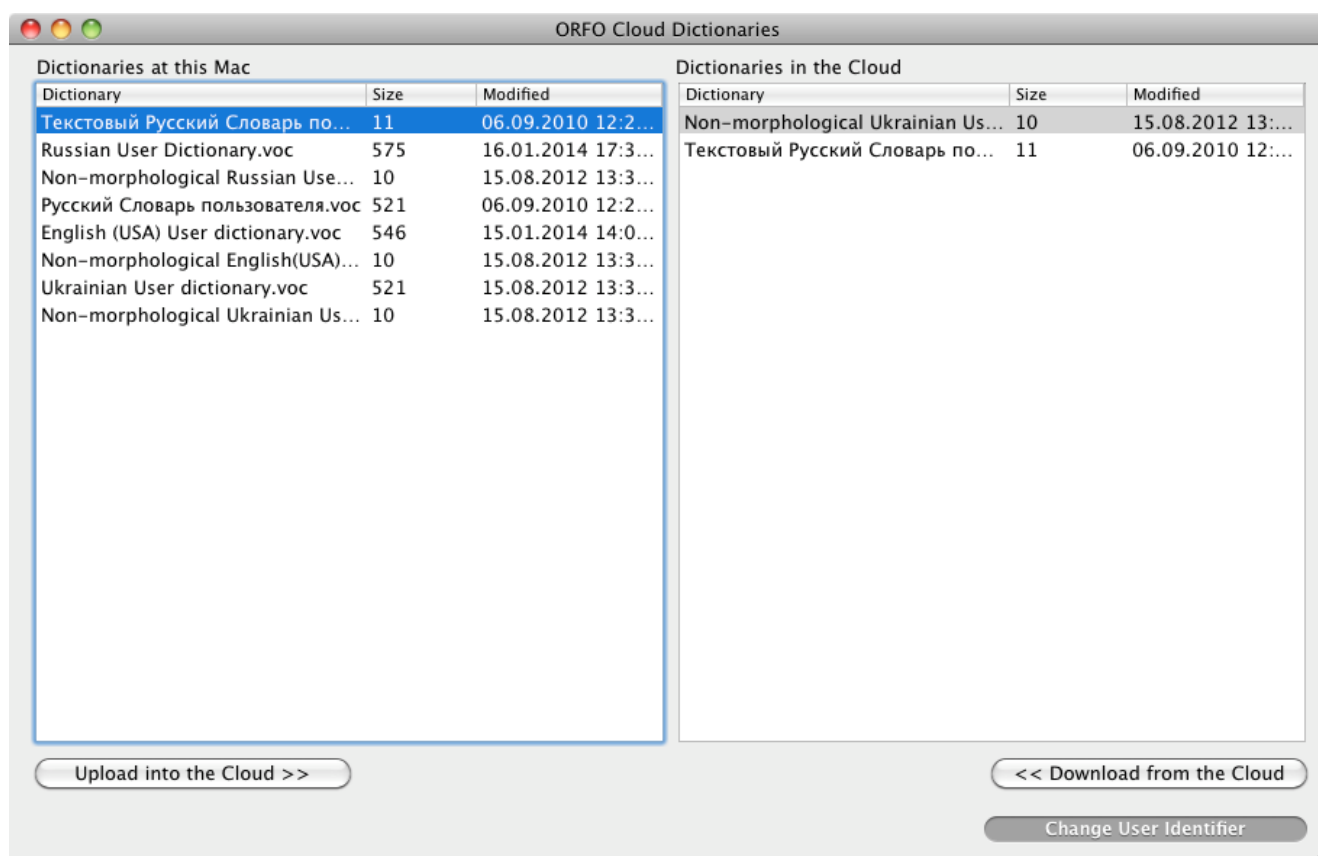 ORFO Cloud Dictionaries
Dictionaries at this Mac
Dictionary Size Modified
Текстовый Русский Словарь по... 11 06.09.2010 12:2...
Russian User Dictionary.voc 575 16.01.2014 17:3...
Non-morphological Russian Use... 10 15.08.2012 13:3...
Русский Словарь пользователя.voc 521 06.09.2010 12:2...
English (USA) User dictionary.voc 546 15.01.2014 14:0...
Non-morphological English(USA)... 10 15.08.2012 13:3...
Ukrainian User dictionary.voc 521 15.08.2012 13:3...
Non-morphological Ukrainian Us... 10 15.08.2012 13:3...
Upload into the Cloud >>
Dictionaries in the Cloud
Dictionary Size Modified
Non-morphological Ukrainian Us... 10 15.08.2012 13:...
Текстовый Русский Словарь по... 11 06.09.2010 12:...
<< Download from the Cloud
Change User Identifier